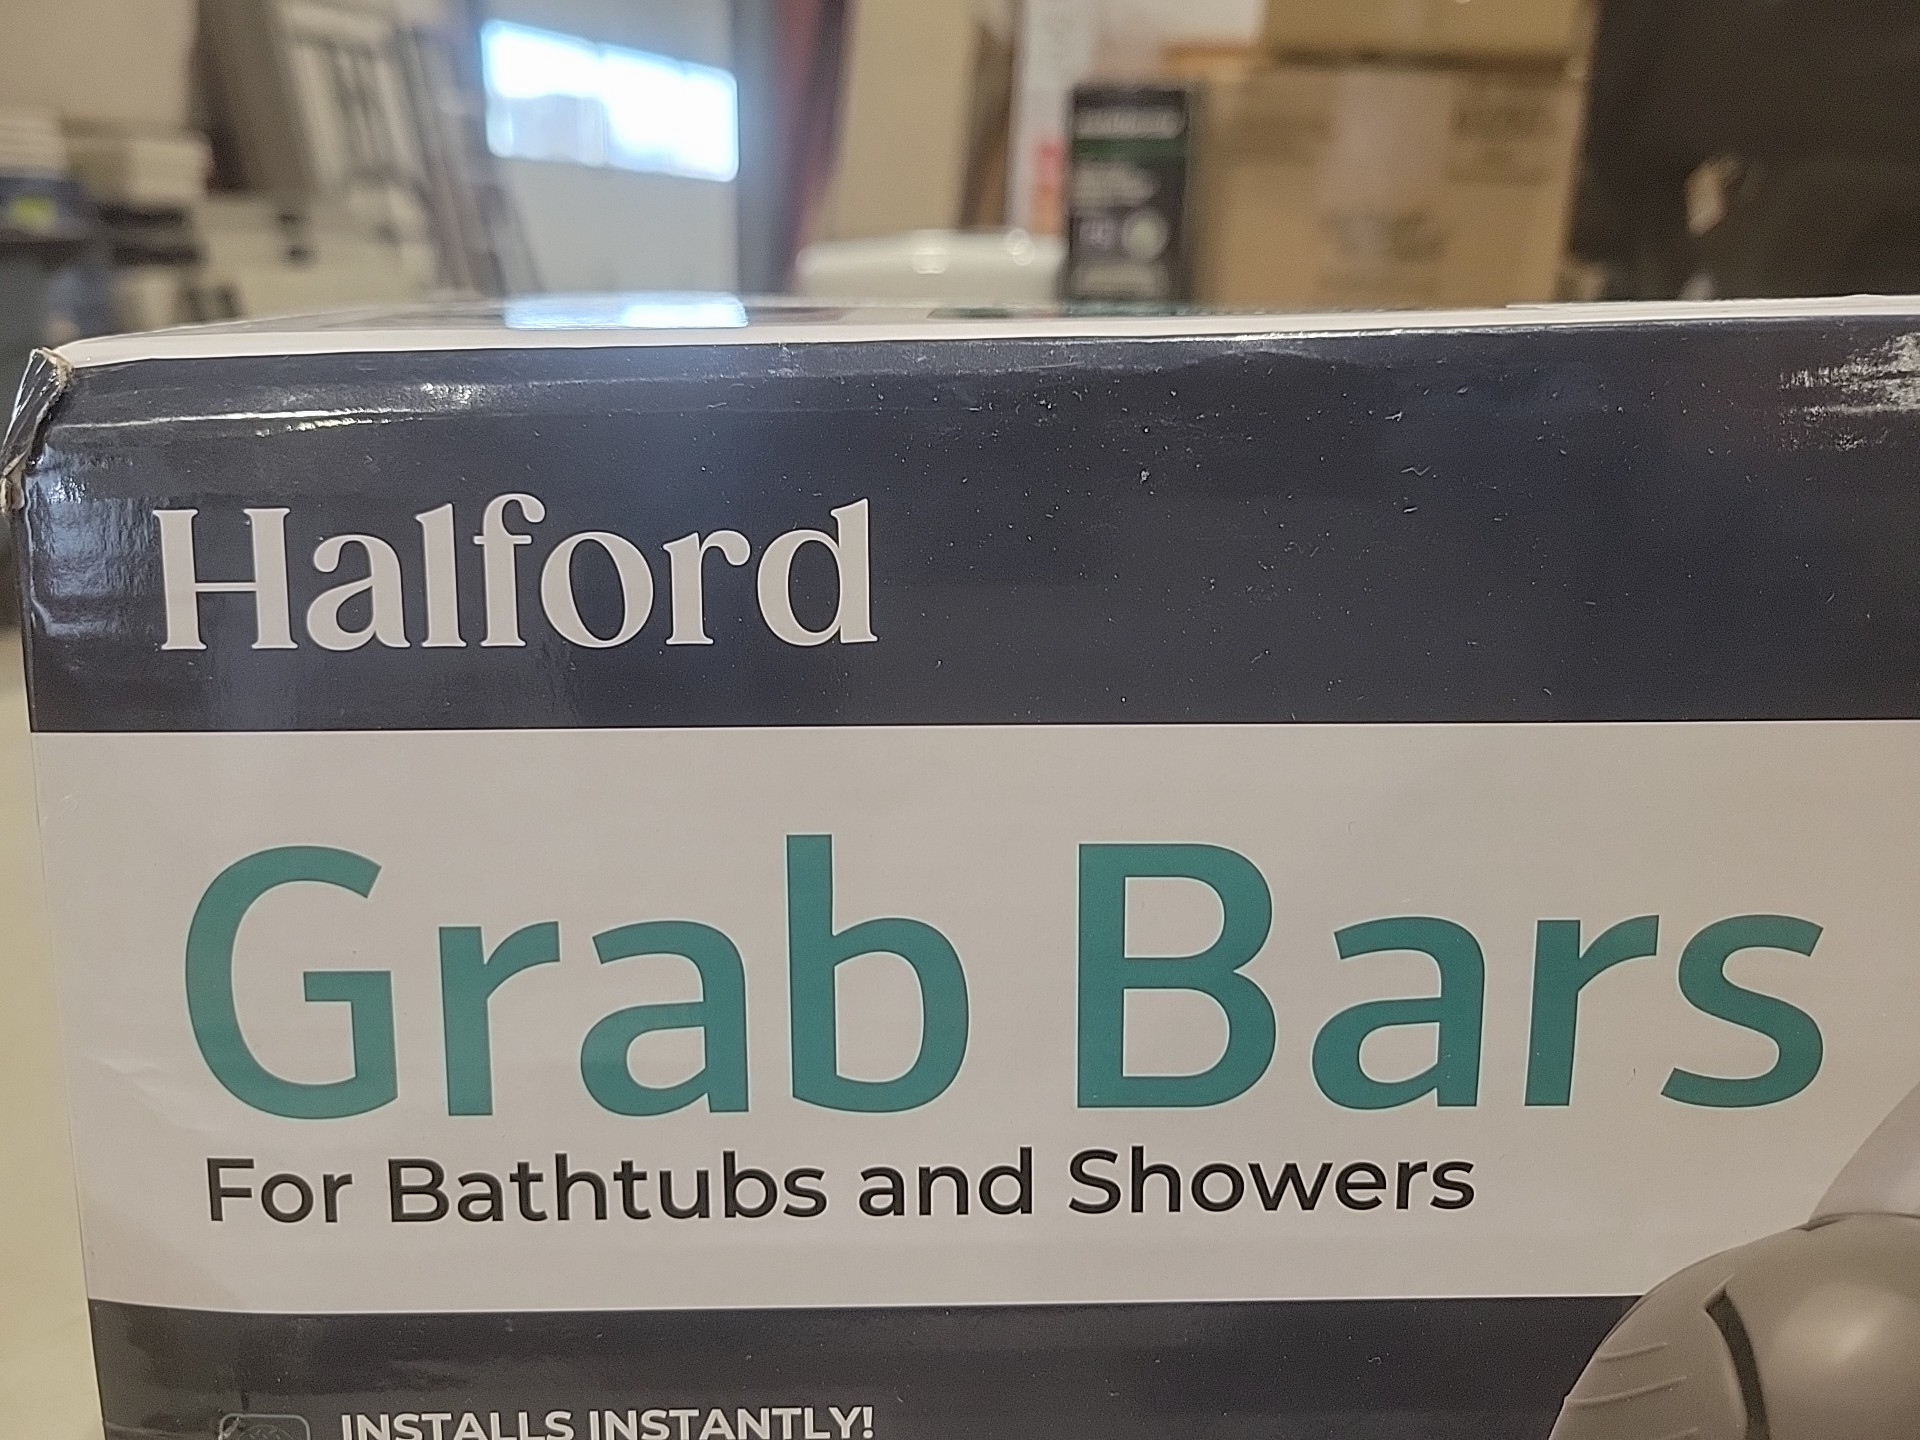 Halford
Grab Bars
For Bathtubs and Showers
INSTALLS INSTANTLY!